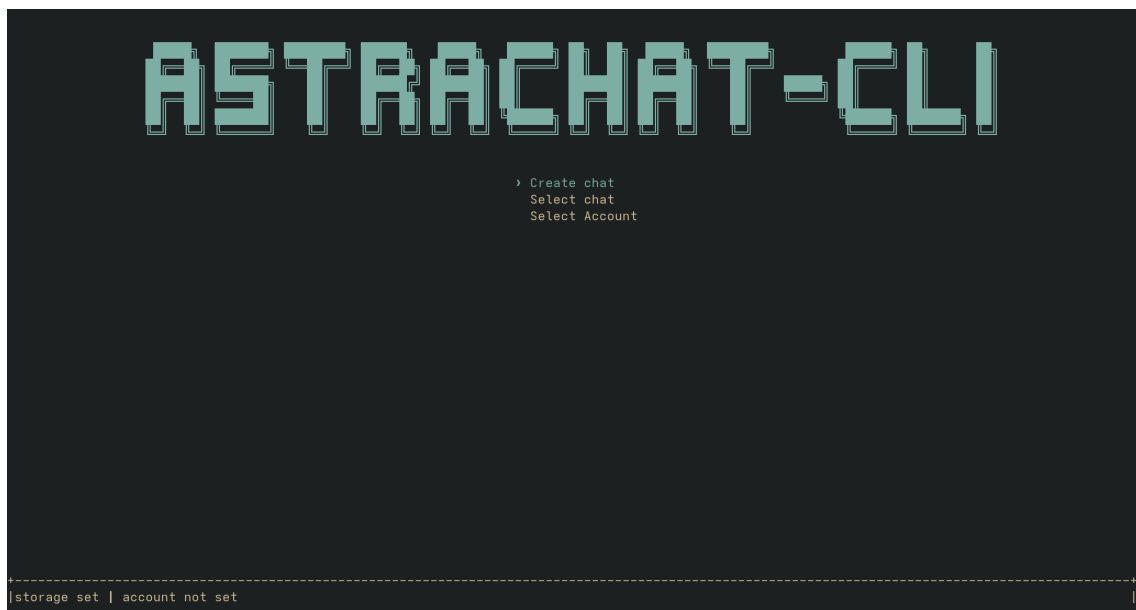 ASTRACHAT-CLI
› Create chat
Select chat
Select Account
|storage set | account not set |